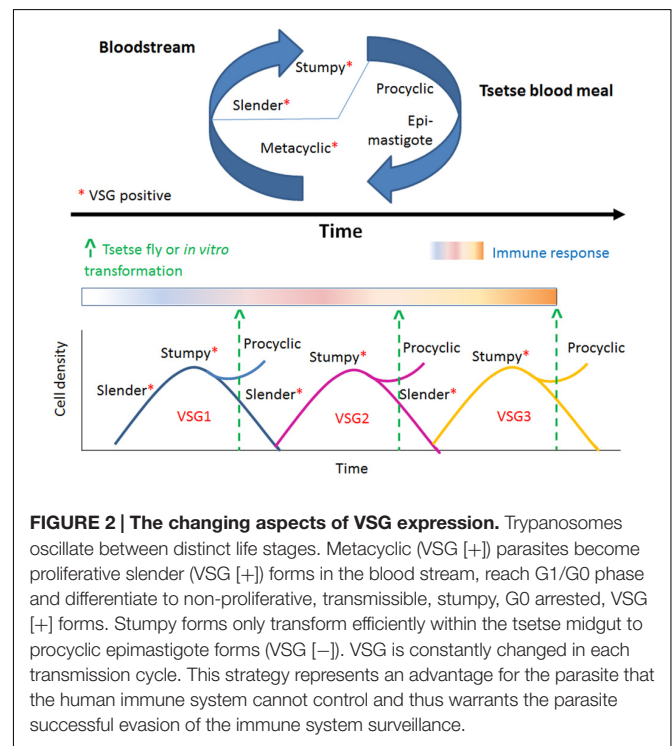 Bloodstream
Stumpy*
Procyclic
Tsetse blood meal
Slender*
Epi-
mastigote
Metacyclic*
* VSG positive
Time
Tsetse fly or in vitro
transformation
Immune response
Cell density
Slender*
Stumpy*
Procyclic
VSG1
Slender*
Stumpy*
Procyclic
VSG2
Slender*
Stumpy*
Procyclic
VSG3
Time
FIGURE 2 | The changing aspects of VSG expression. Trypanosomes
oscillate between distinct life stages. Metacyclic (VSG [+]) parasites become
proliferative slender (VSG [+]) forms in the blood stream, reach G1/G0 phase
and differentiate to non-proliferative, transmissible, stumpy, G0 arrested, VSG
[+] forms. Stumpy forms only transform efficiently within the tsetse midgut to
procyclic epimastigote forms (VSG [−]). VSG is constantly changed in each
transmission cycle. This strategy represents an advantage for the parasite that
the human immune system cannot control and thus warrants the parasite
successful evasion of the immune system surveillance.